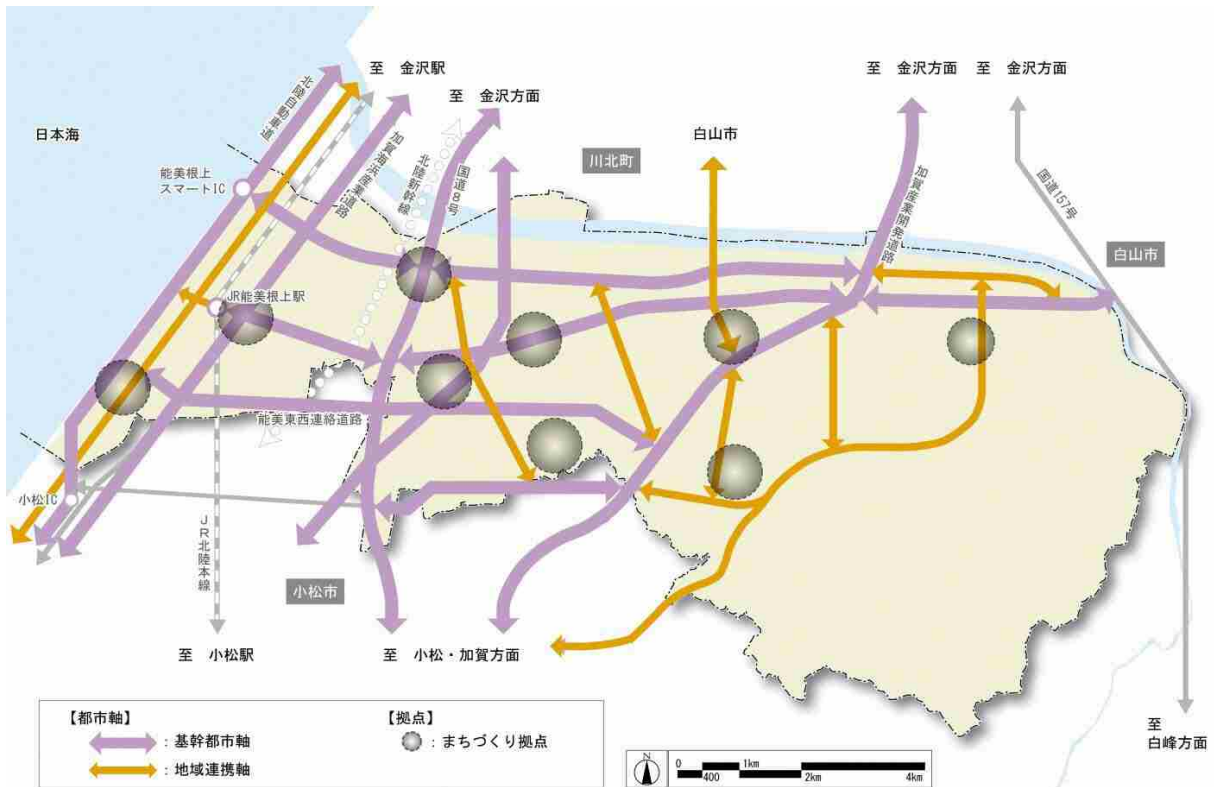 至　金沢駅
至　金沢方面
至　金沢方面
至　金沢方面
北陸自動車道
日本海
加賀海浜産業道路
北陸新幹線
国道8号
川北町
白山市
加賀産業開発道路
国道157号
能美根上
スマートIC
白山市
JR能美根上駅
能美東西連絡道路
小松IC
JR北陸本線
小松市
至　小松駅
至　小松・加賀方面
至
白峰方面
【都市軸】
：基幹都市軸
：地域連携軸
【拠点】
：まちづくり拠点
N
0
1km
400
2km
4km